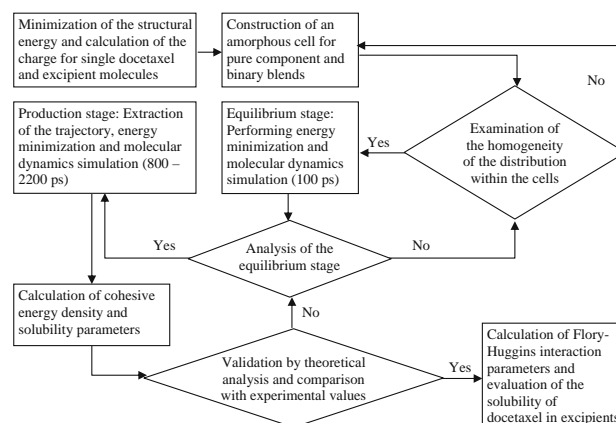 Minimization of the structural
energy and calculation of the
charge for single docetaxel
and excipient molecules
Construction of an
amorphous cell for
pure component and
binary blends
No
Production stage: Extraction
of the trajectory, energy
minimization and molecular
dynamics simulation (800 –
2200 ps)
Equilibrium stage:
Performing energy
minimization and
molecular dynamics
simulation (100 ps)
Yes
Examination of
the homogeneity
of the distribution
within the cells
Yes
Analysis of the
equilibrium stage
No
Calculation of cohesive
energy density and
solubility parameters
No
Validation by theoretical
analysis and comparison
with experimental values
Yes
Calculation of Flory-
Huggins interaction
parameters and
evaluation of the
solubility of
docetaxel in excipients